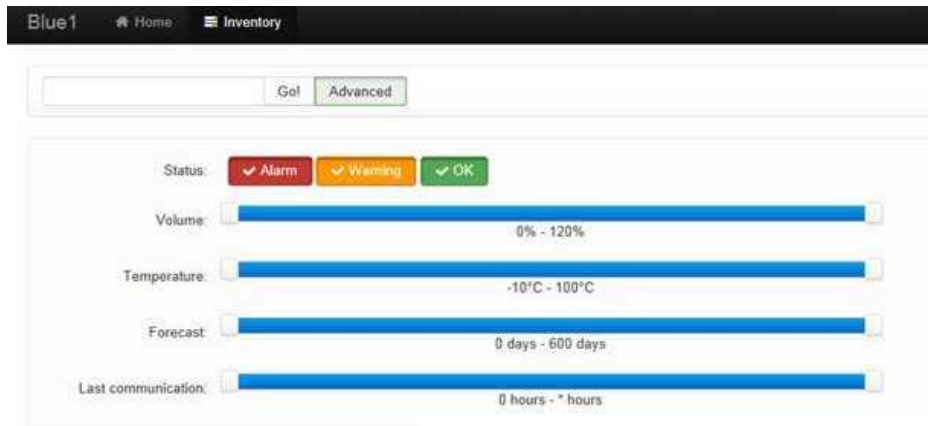 Blue1 Home Inventory
Go! Advanced
Status: Alarm Warning OK
Volume:
0% - 120%
Temperature:
-10°C - 100°C
Forecast:
0 days - 600 days
Last communication:
0 hours - * hours